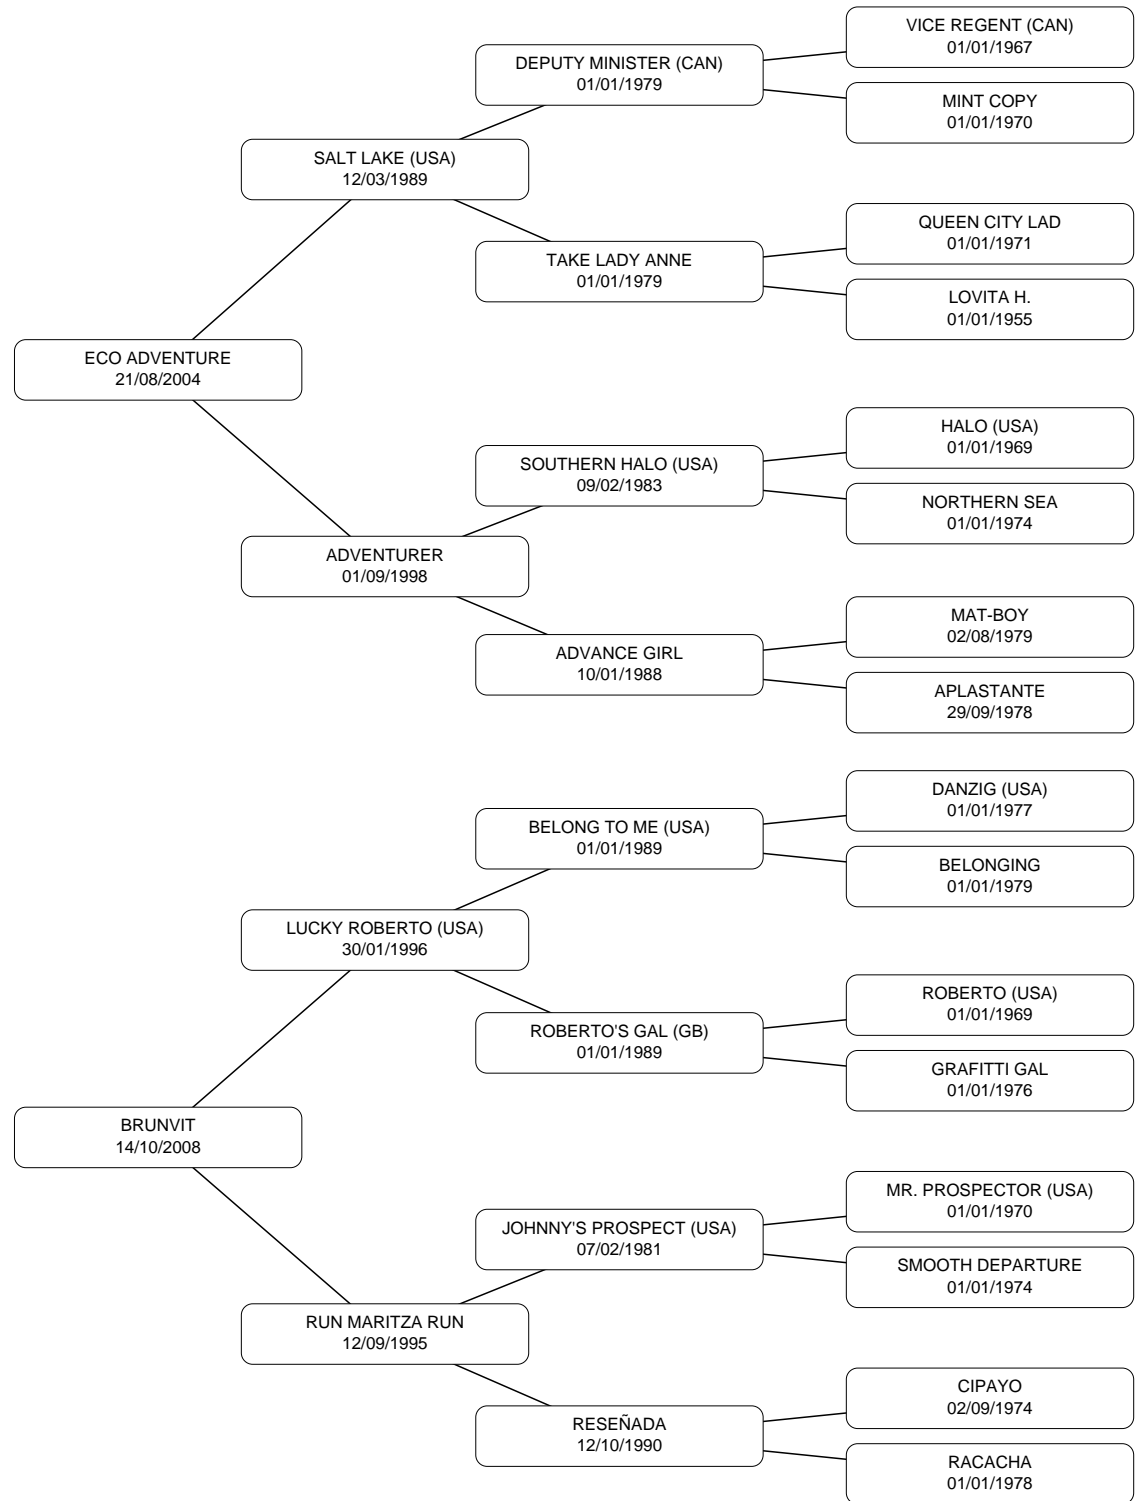 VICE REGENT (CAN)
01/01/1967
DEPUTY MINISTER (CAN)
01/01/1979
MINT COPY
01/01/1970
SALT LAKE (USA)
12/03/1989
QUEEN CITY LAD
01/01/1971
TAKE LADY ANNE
01/01/1979
LOVITA H.
01/01/1955
ECO ADVENTURE
21/08/2004
HALO (USA)
01/01/1969
SOUTHERN HALO (USA)
09/02/1983
NORTHERN SEA
01/01/1974
ADVENTURER
01/09/1998
MAT-BOY
02/08/1979
ADVANCE GIRL
10/01/1988
APLASTANTE
29/09/1978
DANZIG (USA)
01/01/1977
BELONG TO ME (USA)
01/01/1989
BELONGING
01/01/1979
LUCKY ROBERTO (USA)
30/01/1996
ROBERTO (USA)
01/01/1969
ROBERTO'S GAL (GB)
01/01/1989
GRAFITTI GAL
01/01/1976
BRUNVIT
14/10/2008
MR. PROSPECTOR (USA)
01/01/1970
JOHNNY'S PROSPECT (USA)
07/02/1981
SMOOTH DEPARTURE
01/01/1974
RUN MARITZA RUN
12/09/1995
CIPAYO
02/09/1974
RESEÑADA
12/10/1990
RACACHA
01/01/1978